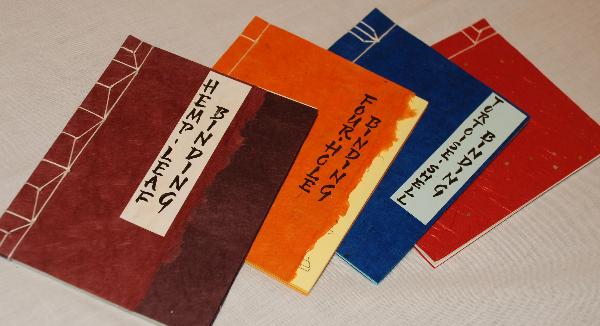 HEMP-LEAF
BINDING
FOUR-HOLE
BINDING
TORTOISE-SHELL
BINDING